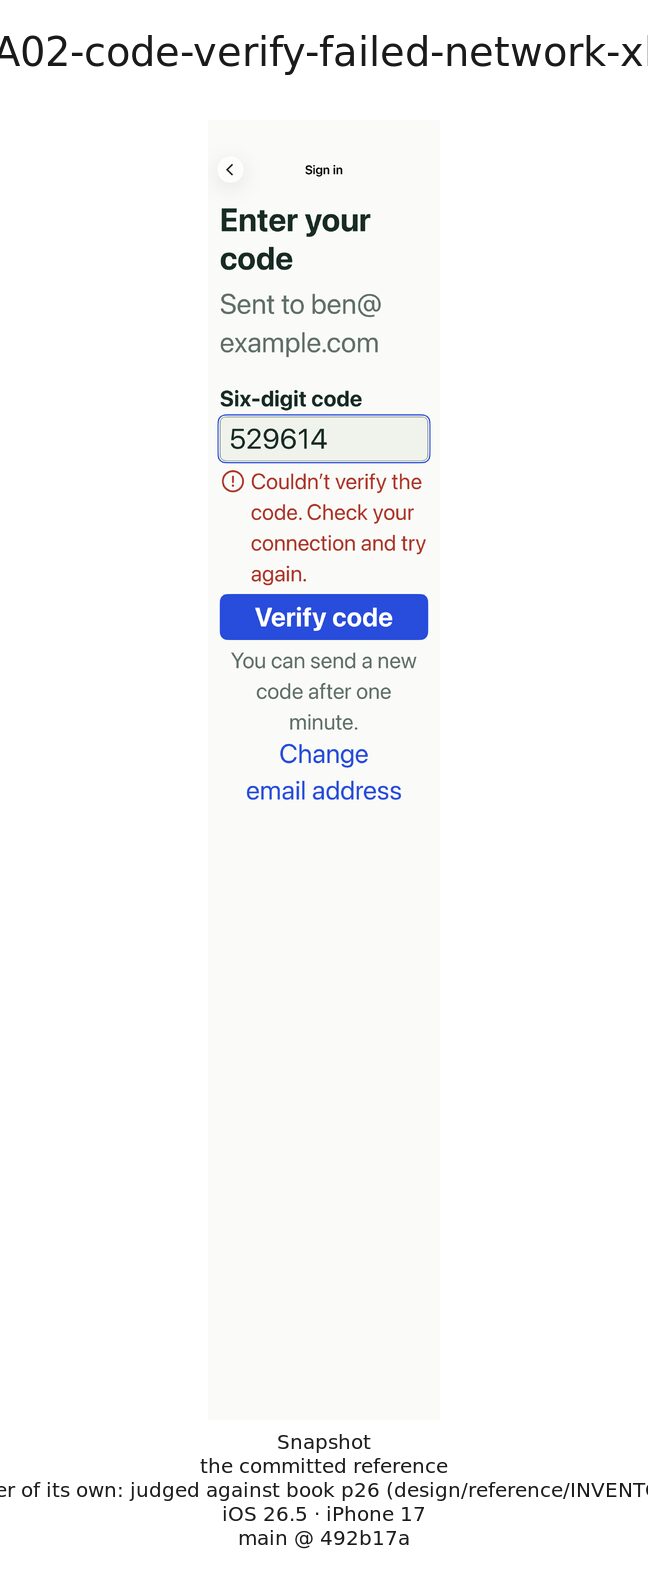 A02-code-verify-failed-network-x
Sign in
Enter your
code
Sent to ben@
example.com
Six-digit code
529614
Couldn’t verify the
code. Check your
connection and try
again.
Verify code
You can send a new
code after one
minute.
Change
email address
Snapshot
the committed reference
er of its own: judged against book p26 (design/reference/INVENTO
iOS 26.5 · iPhone 17
main @ 492b17a